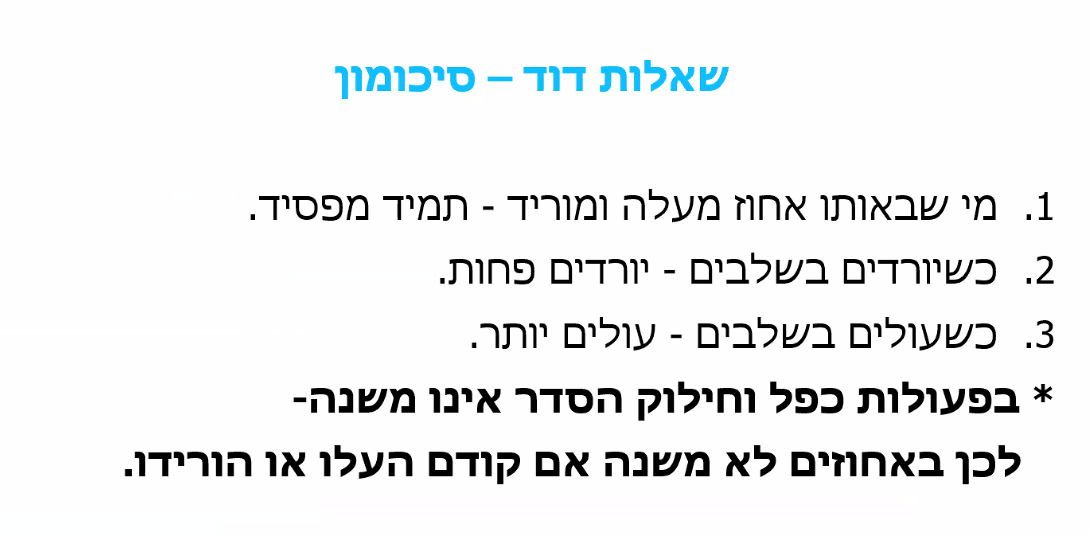 שאלות דוד – סיכומון
1. מי שבאותו אחוז מעלה ומוריד - תמיד מפסיד.
2. כשיורדים בשלבים - יורדים פחות.
3. כשעולים בשלבים - עולים יותר.
* בפעולות כפל וחילוק הסדר אינו משנה-
לכן באחוזים לא משנה אם קודם העלו או הורידו.